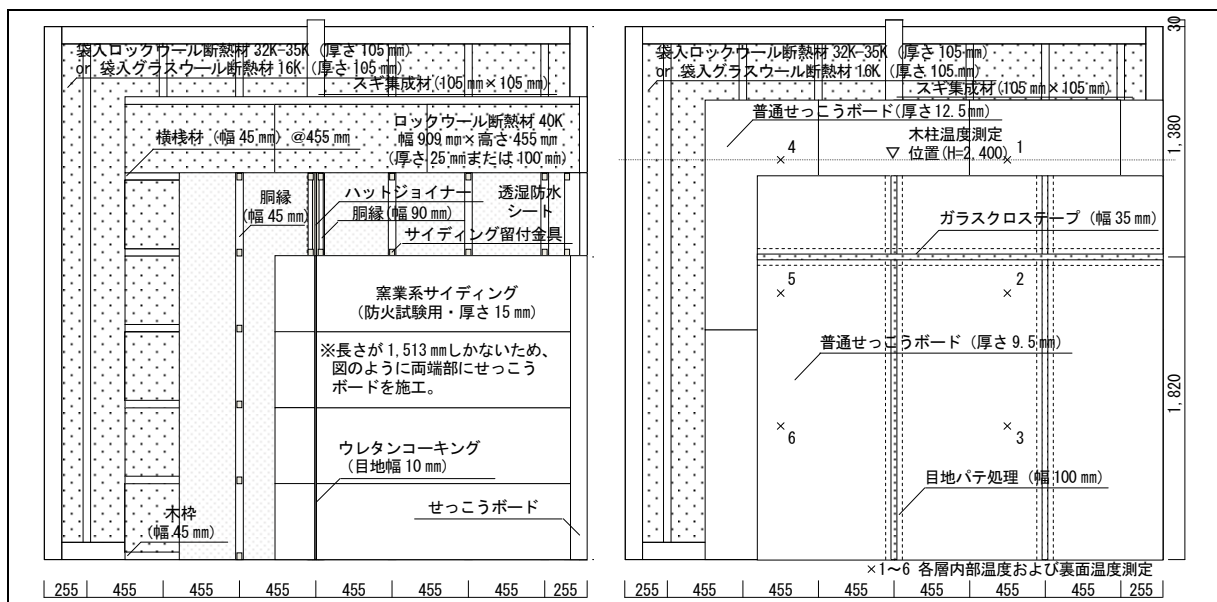 袋入ロックウール断熱材 32K-35K（厚さ 105 mm）
or 袋入グラスウール断熱材 16K（厚さ 105 mm）
スギ集成材(105 mm×105 mm)
横桟材（幅 45 mm）@455 mm
ロックウール断熱材 40K
幅 909 mm×高さ 455 mm
(厚さ 25 mmまたは 100 mm)
胴縁
(幅 45 mm)
ハットジョイナー
胴縁(幅 90 mm)
透湿防水
シート
サイディング留付金具
窯業系サイディング
(防火試験用・厚さ 15 mm)
※長さが 1,513 mmしかないため、
図のように両端部にせっこう
ボードを施工。
ウレタンコーキング
(目地幅 10 mm)
せっこうボード
木枠
(幅 45 mm)
255 455 455 455 455 455 455 255
袋入ロックウール断熱材 32K-35K（厚さ 105 mm）
or 袋入グラスウール断熱材 16K（厚さ 105 mm）
スギ集成材(105 mm×105 mm)
普通せっこうボード(厚さ 12.5 mm)
木柱温度測定
▽ 位置(H=2,400)
4
1
ガラスクロステープ（幅 35 mm）
5
2
普通せっこうボード（厚さ 9.5 mm）
6
3
目地パテ処理（幅 100 mm）
×1～6 各層内部温度および裏面温度測定
30
1,380
1,820
255 455 455 455 455 455 455 255